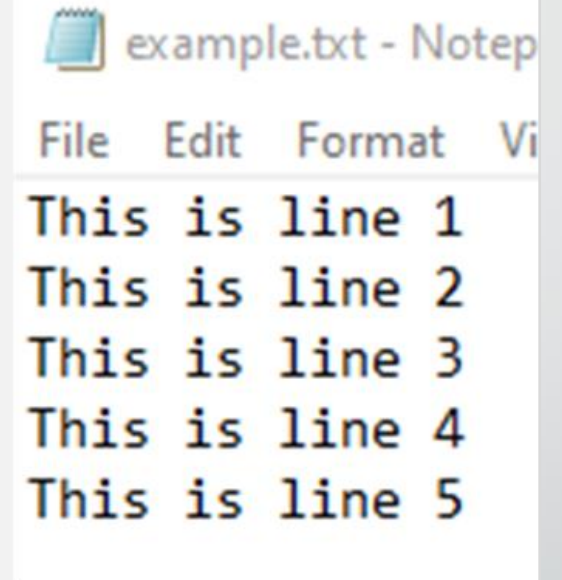 example.txt - Notep
File Edit Format Vi
This is line 1
This is line 2
This is line 3
This is line 4
This is line 5